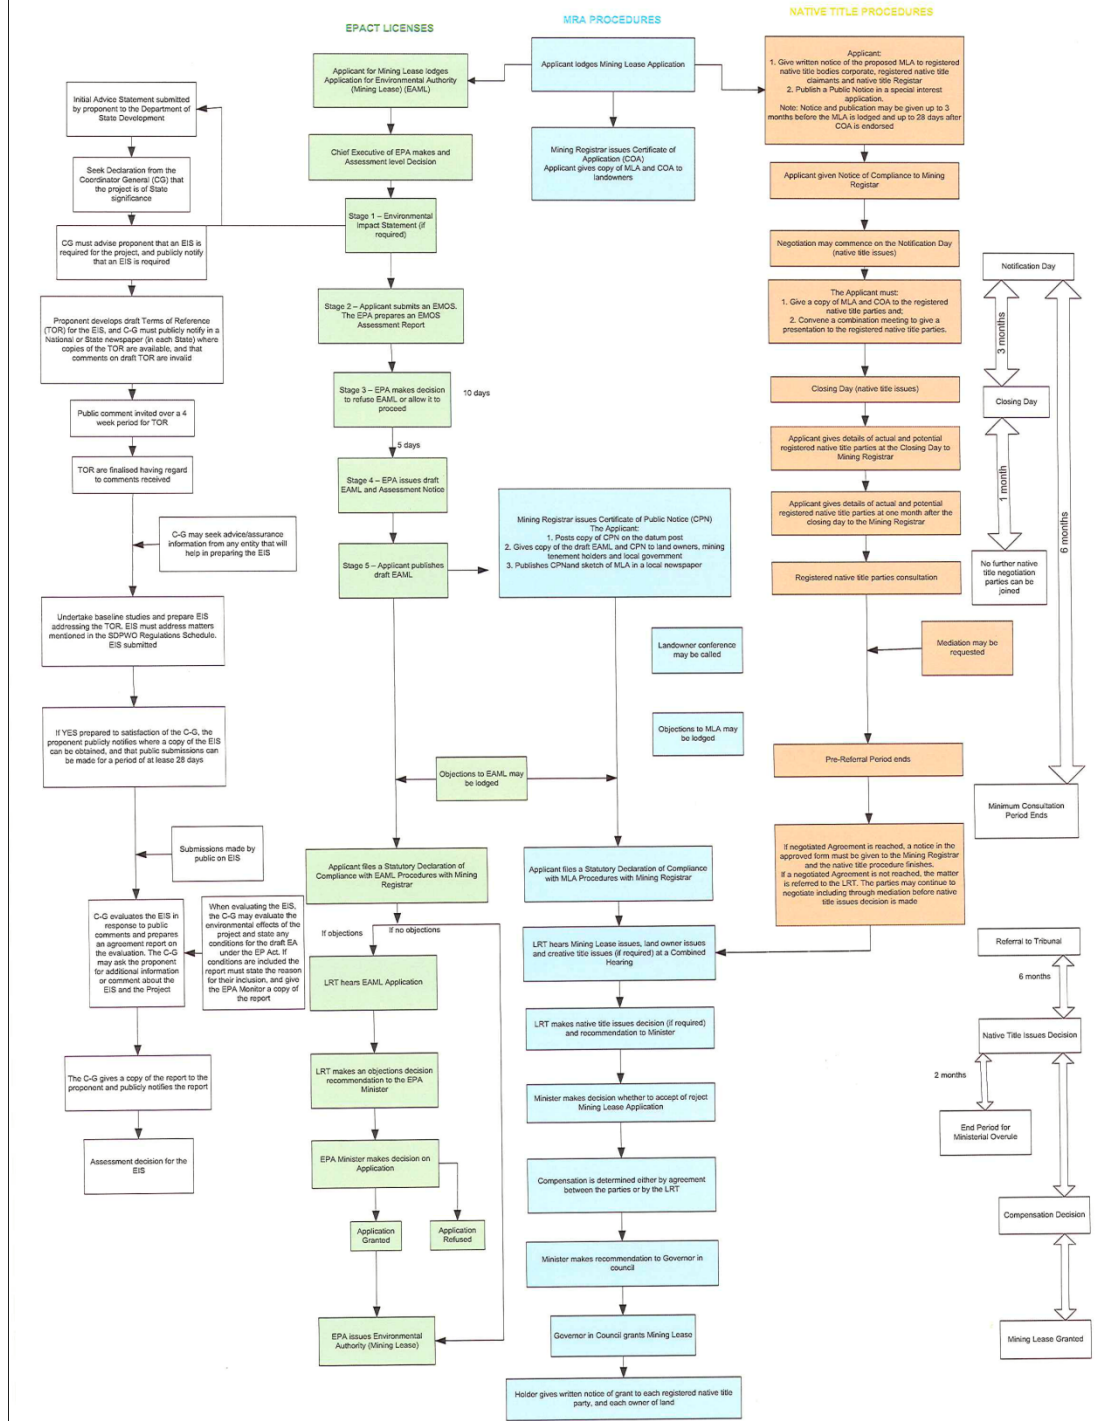 EPACT LICENSES
MRA PROCEDURES
NATIVE TITLE PROCEDURES
Initial Advice Statement submitted
by proponent to the Department of
State Development
Seek Declaration from the
Coordinator General (CG) that
the project is of State
significance
CG must advise proponent that an EIS is
required for the project, and publicly notify
that an EIS is required
Proponent develops draft Terms of
Reference (TOR) for the EIS, and C-G must
publicly notify in a
National or State newspaper (in each State) where
copies of the TOR are available, and that
comments on draft TOR are invalid
Public comment invited over a 4
week period for TOR
TOR are finalised having regard
to comments received
C-G may seek advice/assurance
information from any entity that will
help in preparing the EIS
Undertake baseline studies and prepare EIS
addressing the TOR. EIS must address matters
mentioned in the SDPWO Regulations Schedule.
EIS submitted
If YES prepared to satisfaction of the C-G, the
proponent publicly notifies where a copy of the EIS
can be obtained, and that public submissions can
be made for a period of at lease 28 days
Submissions made by
public on EIS
C-G evaluates the EIS in
response to public
comments and prepares
an agreement report on
the evaluation. The C-G
may ask the proponent
for additional information
or comment about the
EIS and the Project
When evaluating the EIS,
the C-G may evaluate the
environmental effects of the
project and state any
conditions for the draft EA
under the EP Act. If
conditions are included the
report must state the reason
for their inclusion, and give
the EPA Monitor a copy of
the report
The C-G gives a copy of the report to the
proponent and publicly notifies the report
Assessment decision for the
EIS
Applicant for Mining Lease lodges
Application for Environmental Authority
(Mining Lease) (EAML)
Chief Executive of EPA makes and
Assessment level Decision
Stage 1 – Environmental
Impact Statement (if
required)
Stage 2 – Applicant submits an EMOS.
The EPA prepares an EMOS
Assessment Report
Stage 3 – EPA makes decision
to refuse EAML or allow it to
proceed
10 days
5 days
Stage 4 – EPA issues draft
EAML and Assessment Notice
Stage 5 – Applicant publishes
draft EAML
Objections to EAML may
be lodged
Applicant files a Statutory Declaration of
Compliance with EAML Procedures with Mining
Registrar
If objections
If no objections
LRT hears EAML Application
LRT makes an objections decision
recommendation to the EPA
Minister
EPA Minister makes decision on
Application
Application
Granted
Application
Refused
EPA issues Environmental
Authority (Mining Lease)
Applicant lodges Mining Lease Application
Mining Registrar issues Certificate of
Application (COA)
Applicant gives copy of MLA and COA to
landowners
Mining Registrar issues Certificate of Public Notice (CPN)
The Applicant:
1. Posts copy of CPN on the datum post
2. Gives copy of the draft EAML and CPN to land owners, mining
tenement holders and local government
3. Publishes CPNand sketch of MLA in a local newspaper
Landowner conference
may be called
Objections to MLA may
be lodged
Applicant files a Statutory Declaration of Compliance
with MLA Procedures with Mining Registrar
LRT hears Mining Lease issues, land owner issues
and creative title issues (if required) at a Combined
Hearing
LRT makes native title issues decision (if required)
and recommendation to Minister
Minister makes decision whether to accept of reject
Mining Lease Application
Compensation is determined either by agreement
between the parties or by the LRT
Minister makes recommendation to Governor in
council
Governor in Council grants Mining Lease
Holder gives written notice of grant to each registered native title
party, and each owner of land
Applicant:
1. Give written notice of the proposed MLA to registered
native title bodies corporate, registered native title
claimants and native title Registrar
2. Publish a Public Notice in a special interest
application.
Note: Notice and publication may be given up to 3
months before the MLA is lodged and up to 28 days after
COA is endorsed
Applicant given Notice of Compliance to Mining
Registar
Negotiation may commence on the Notification Day
(native title issues)
The Applicant must:
1. Give a copy of MLA and COA to the registered
native title parties and;
2. Convene a combination meeting to give a
presentation to the registered native title parties.
Closing Day (native title issues)
Applicant gives details of actual and potential
registered native title parties at the Closing Day to
Mining Registrar
Applicant gives details of actual and potential
registered native title parties at one month after the
closing day to the Mining Registrar
Registered native title parties consultation
Mediation may be
requested
Pre-Referral Period ends
If negotiated Agreement is reached, a notice in the
approved form must be given to the Mining Registrar
and the native title procedure finishes.
If a negotiated Agreement is not reached, the matter
is referred to the LRT. The parties may continue to
negotiate including through mediation before native
title issues decision is made
Notification Day
3 months
Closing Day
1 month
6 months
No further native
title negotiation
parties can be
joined
Minimum Consultation
Period Ends
Referral to Tribunal
6 months
Native Title Issues Decision
2 months
End Period for
Ministerial Overule
Compensation Decision
Mining Lease Granted